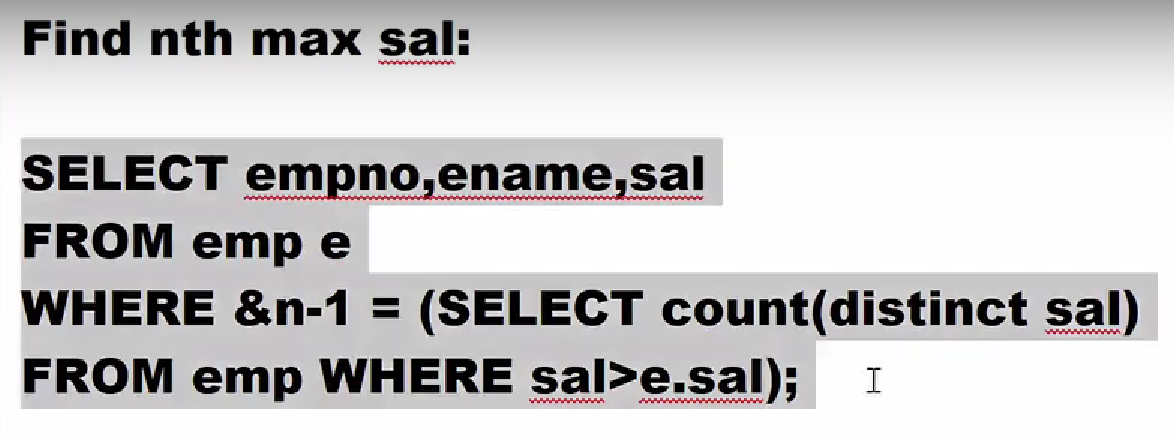 Find nth max sal:
SELECT empno,ename,sal
FROM emp e
WHERE &n-1 = (SELECT count(distinct sal)
FROM emp WHERE sal>e.sal);